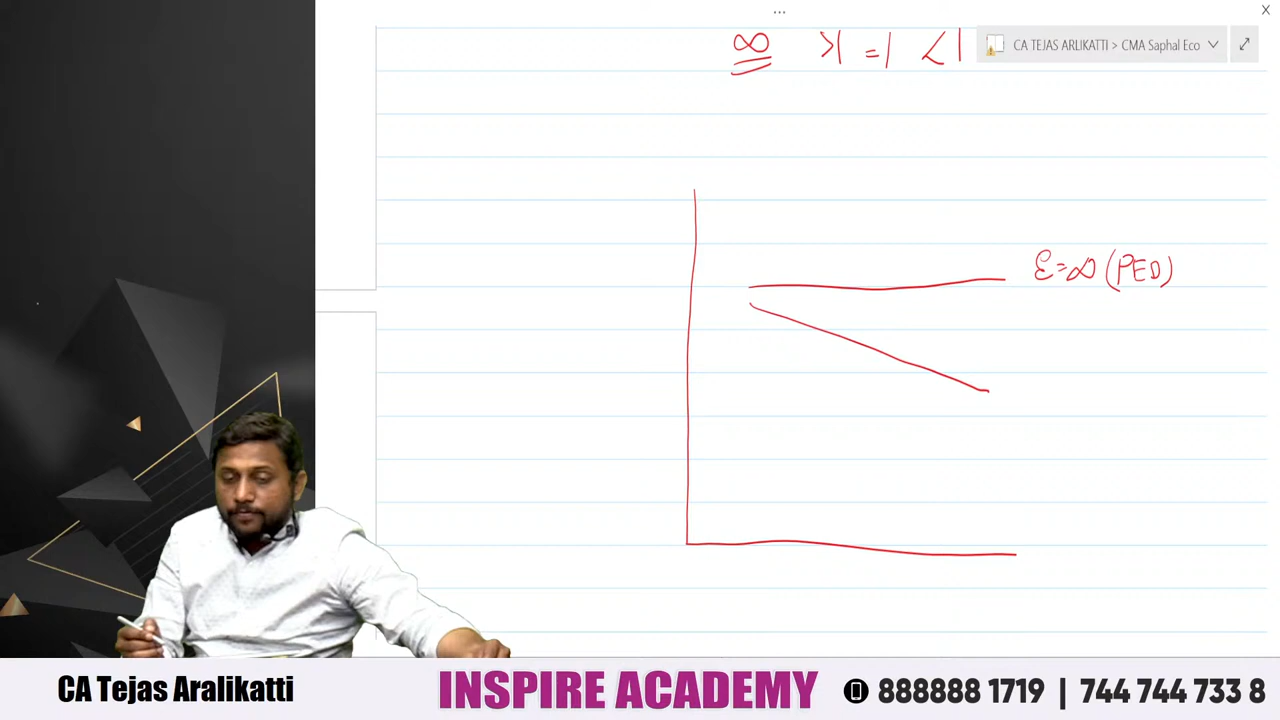 ...
X
∞ >1 =1 <1
CA TEJAS ARLIKATTI > CMA Saphal Eco
E=∞ (PED)
CA Tejas Aralikatti
INSPIRE ACADEMY
888888 1719 | 744 744 733 8